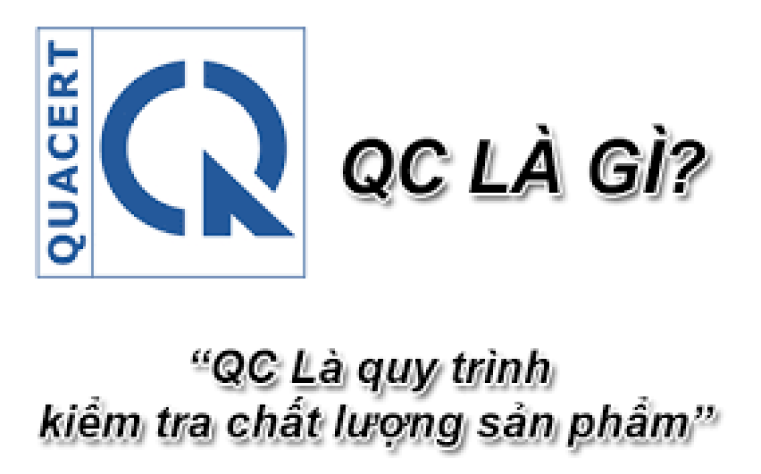 QUACERT
QC LÀ GÌ?
“QC Là quy trình
kiểm tra chất lượng sản phẩm”